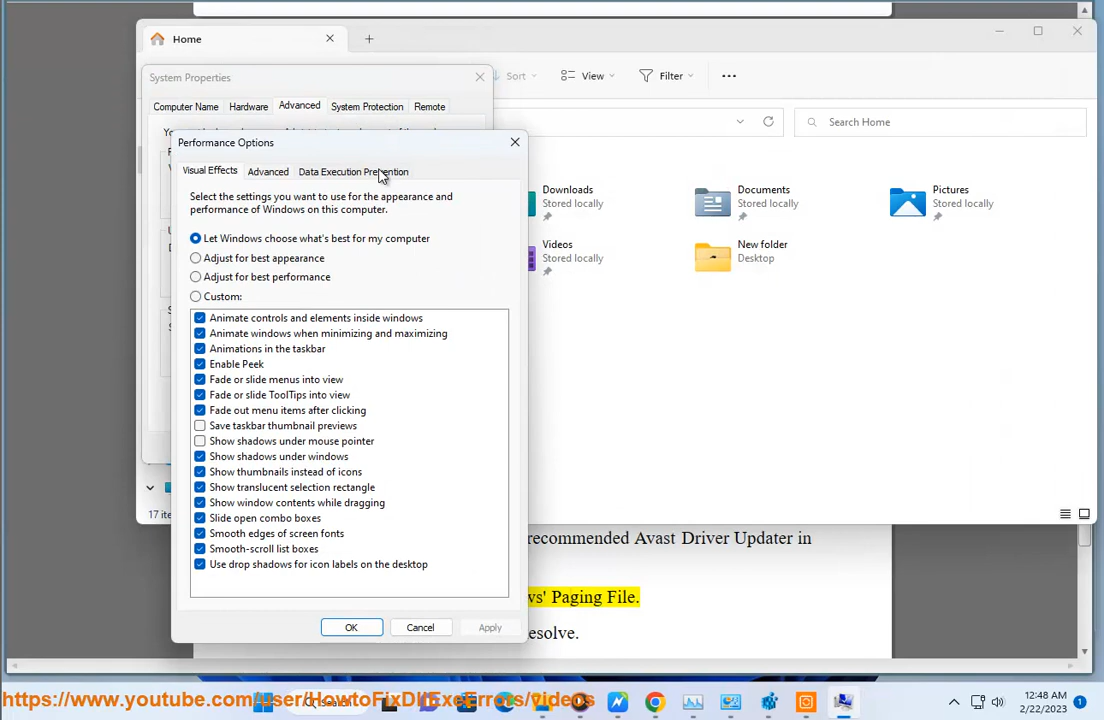 Home
System Properties
Sort
View
Filter
Computer Name
Hardware
Advanced
System Protection
Remote
Search Home
Performance Options
Visual Effects
Advanced
Data Execution Prevention
Select the settings you want to use for the appearance and
performance of Windows on this computer.
Let Windows choose what's best for my computer
Adjust for best appearance
Adjust for best performance
Custom:
Animate controls and elements inside windows
Animate windows when minimizing and maximizing
Animations in the taskbar
Enable Peek
Fade or slide menus into view
Fade or slide ToolTips into view
Fade out menu items after clicking
Save taskbar thumbnail previews
Show shadows under mouse pointer
Show shadows under windows
Show thumbnails instead of icons
Show translucent selection rectangle
Show window contents while dragging
Slide open combo boxes
Smooth edges of screen fonts
Smooth-scroll list boxes
Use drop shadows for icon labels on the desktop
OK
Cancel
Apply
Downloads
Stored locally
Documents
Stored locally
Pictures
Stored locally
Videos
Stored locally
New folder
Desktop
17 ite
recommended Avast Driver Updater in
ws' Paging File.
esolve.
https://www.youtube.com/user/HowtoFixDllExeErrors/videos
12:48 AM
2/22/2023